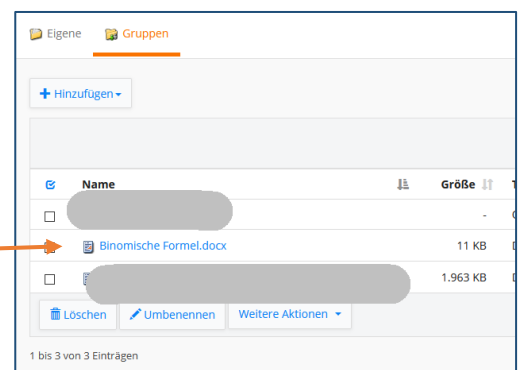 Eigene Gruppen
Hinzufügen
Name Größe
-
Binomische Formel.docx 11 KB
1.963 KB
Löschen Umbenennen Weitere Aktionen
1 bis 3 von 3 Einträgen